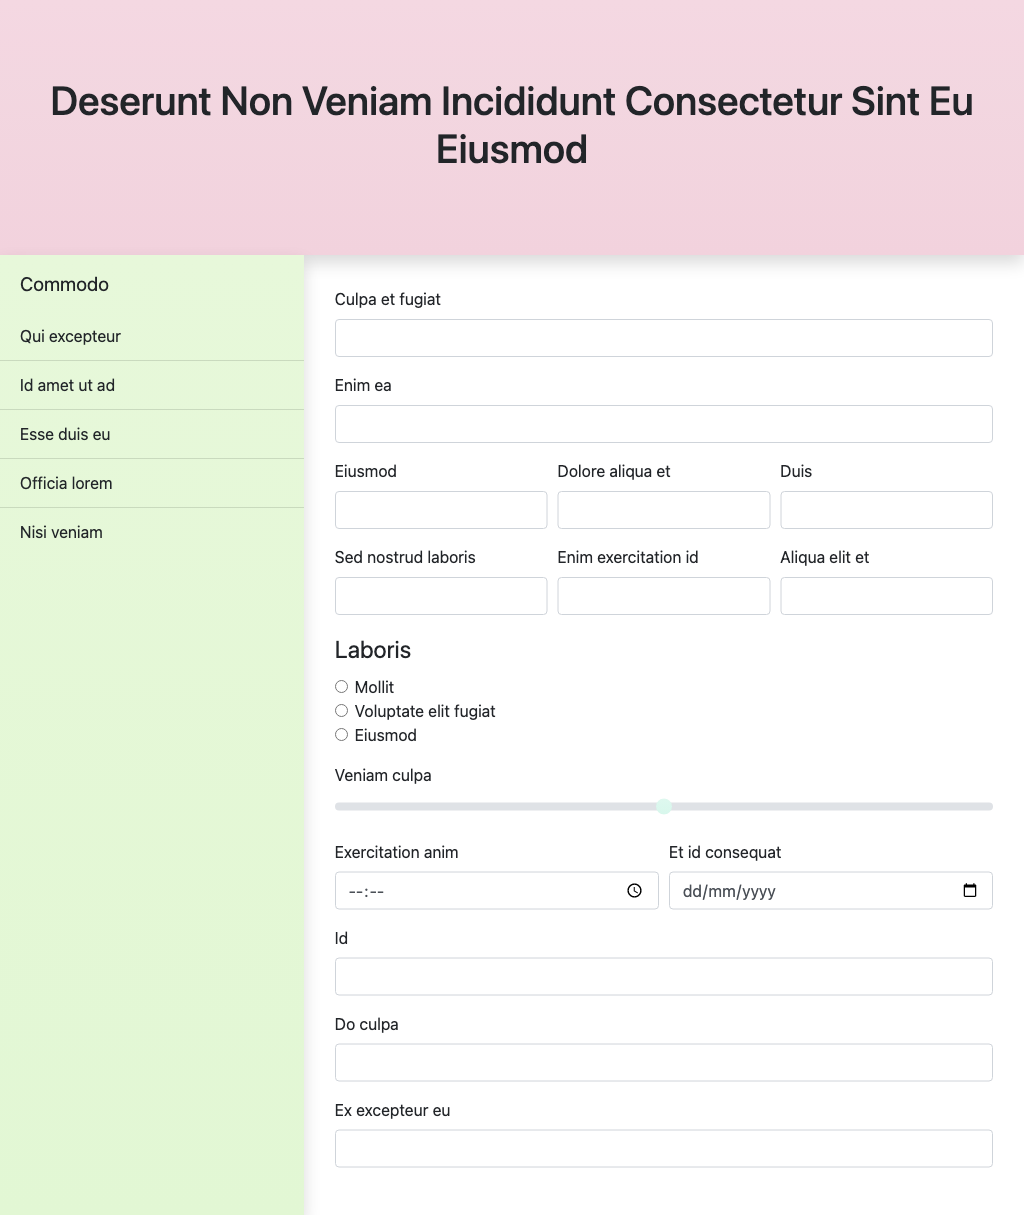 Deserunt Non Veniam Incididunt Consectetur Sint Eu
Eiusmod
Commodo
Qui excepteur
Id amet ut ad
Esse duis eu
Officia lorem
Nisi veniam
Culpa et fugiat
Enim ea
Eiusmod
Dolore aliqua et
Duis
Sed nostrud laboris
Enim exercitation id
Aliqua elit et
Laboris
Mollit
Voluptate elit fugiat
Eiusmod
Veniam culpa
Exercitation anim
Et id consequat
--:--
dd/mm/yyyy
Id
Do culpa
Ex excepteur eu